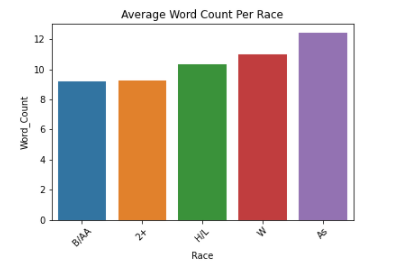 Average Word Count Per Race
12
10
8
6
4
2
0
Word_Count
B/AA
2+
H/L
W
As
Race